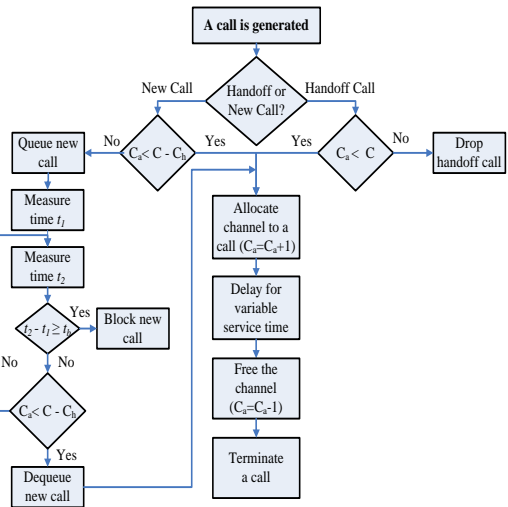 A call is generated
New Call
Handoff or
New Call?
Handoff Call
No
Cₐ< C - Cₕ
Yes
Yes
Cₐ< C
No
Queue new
call
Drop
handoff call
Measure
time t₁
Allocate
channel to a
call (Cₐ=Cₐ+1)
Measure
time t₂
Delay for
variable
service time
t₂ - t₁ ≥ tₕ
Yes
Block new
call
No
No
Free the
channel
(Cₐ=Cₐ-1)
Cₐ< C - Cₕ
Yes
Terminate
a call
Dequeue
new call